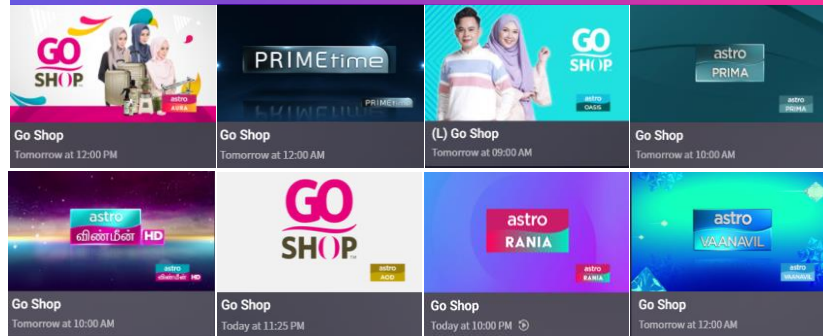 GO
SHOP
astro
AURA
Go Shop
Tomorrow at 12:00 PM
PRIMEtime
Go Shop
Tomorrow at 12:00 AM
GO
SHOP
astro
OASIS
(L) Go Shop
Tomorrow at 09:00 AM
astro
PRIMA
astro
PRIMA
Go Shop
Tomorrow at 10:00 AM
astro
விண்மீன் HD
astro
விண்மீன் HD
Go Shop
Tomorrow at 10:00 AM
GO
SHOP
astro
Go Shop
Today at 11:25 PM
astro
RANIA
astro
RANIA
Go Shop
Today at 10:00 PM
astro
VAANAVIL
astro
VAANAVIL
Go Shop
Tomorrow at 12:00 AM